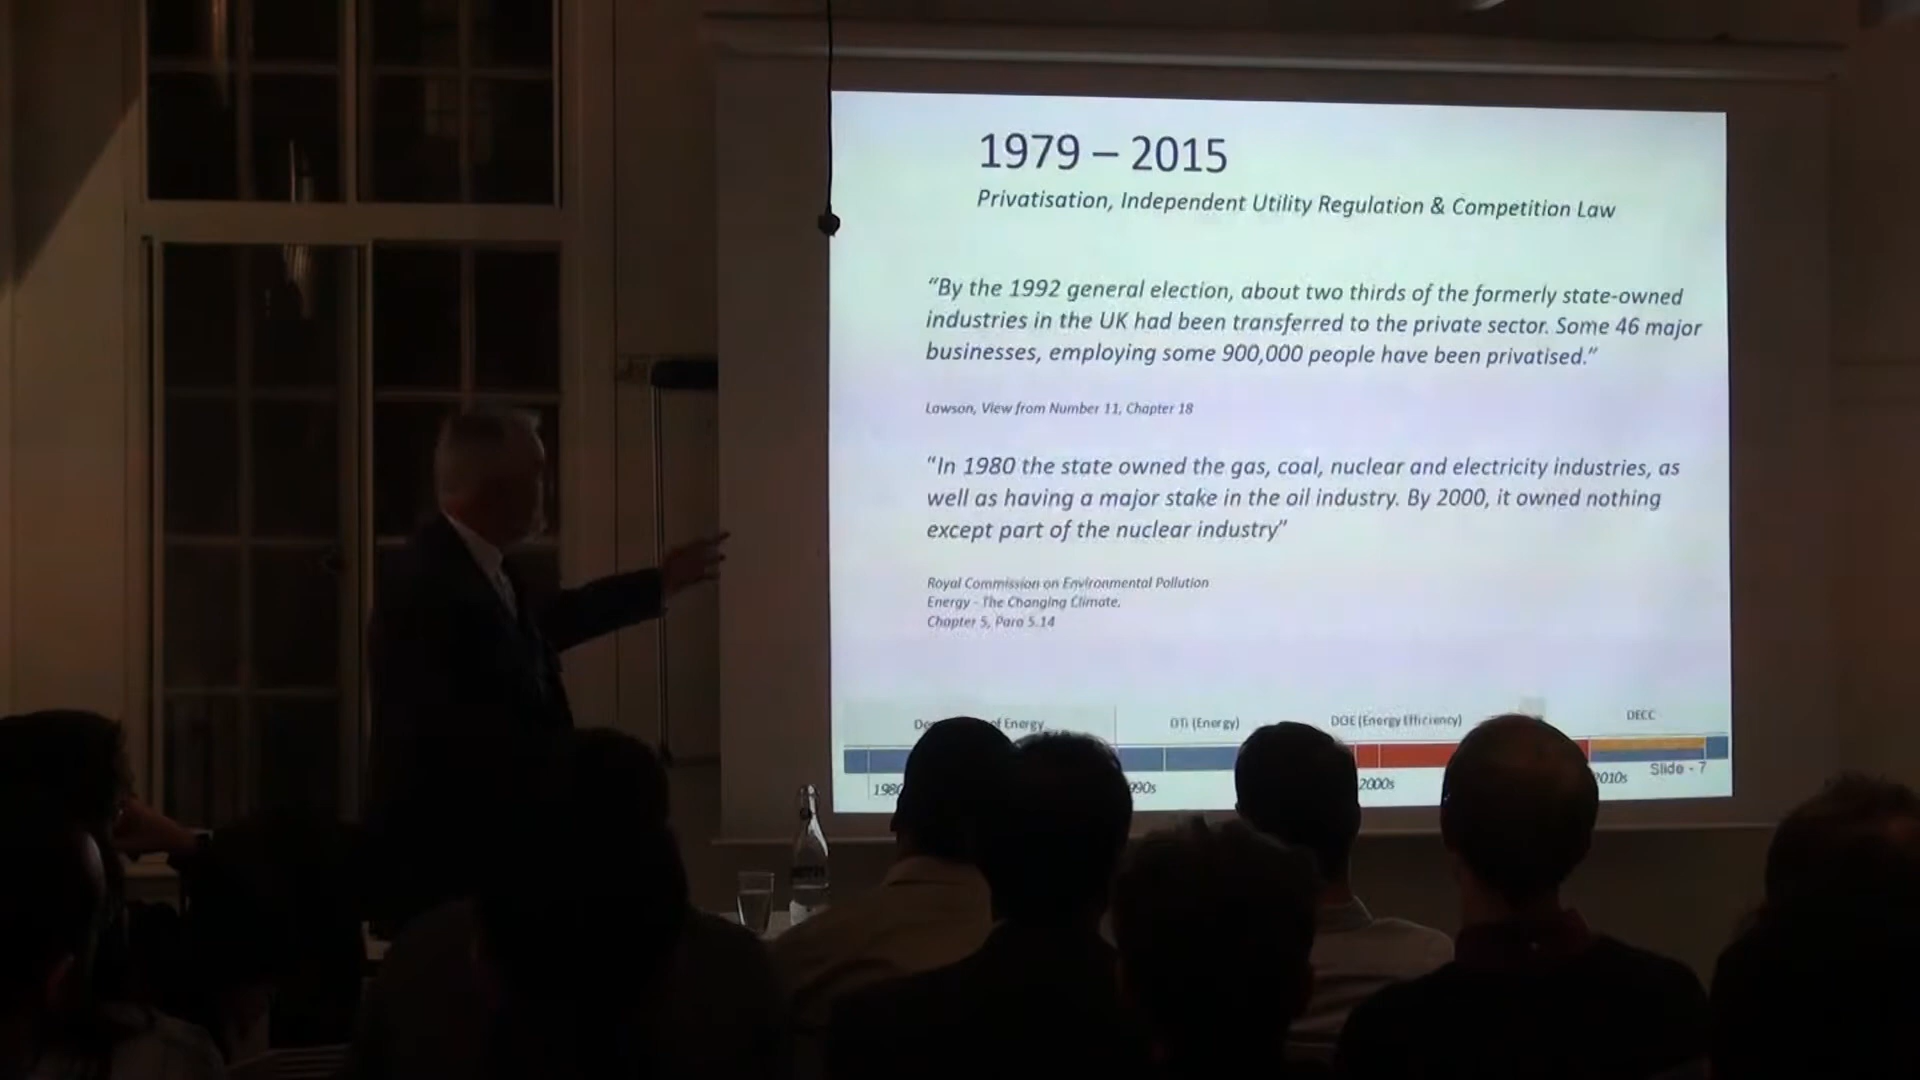 1979 – 2015
Privatisation, Independent Utility Regulation & Competition Law
“By the 1992 general election, about two thirds of the formerly state-owned
industries in the UK had been transferred to the private sector. Some 46 major
businesses, employing some 900,000 people have been privatised.”
Lawson, View from Number 11, Chapter 18
“In 1980 the state owned the gas, coal, nuclear and electricity industries, as
well as having a major stake in the oil industry. By 2000, it owned nothing
except part of the nuclear industry”
Royal Commission on Environmental Pollution
Energy - The Changing Climate.
Chapter 5, Para 5.14
of Energy
DTI (Energy)
DOE (Energy Efficiency)
DECC
2000s
2010s
Slide - 7